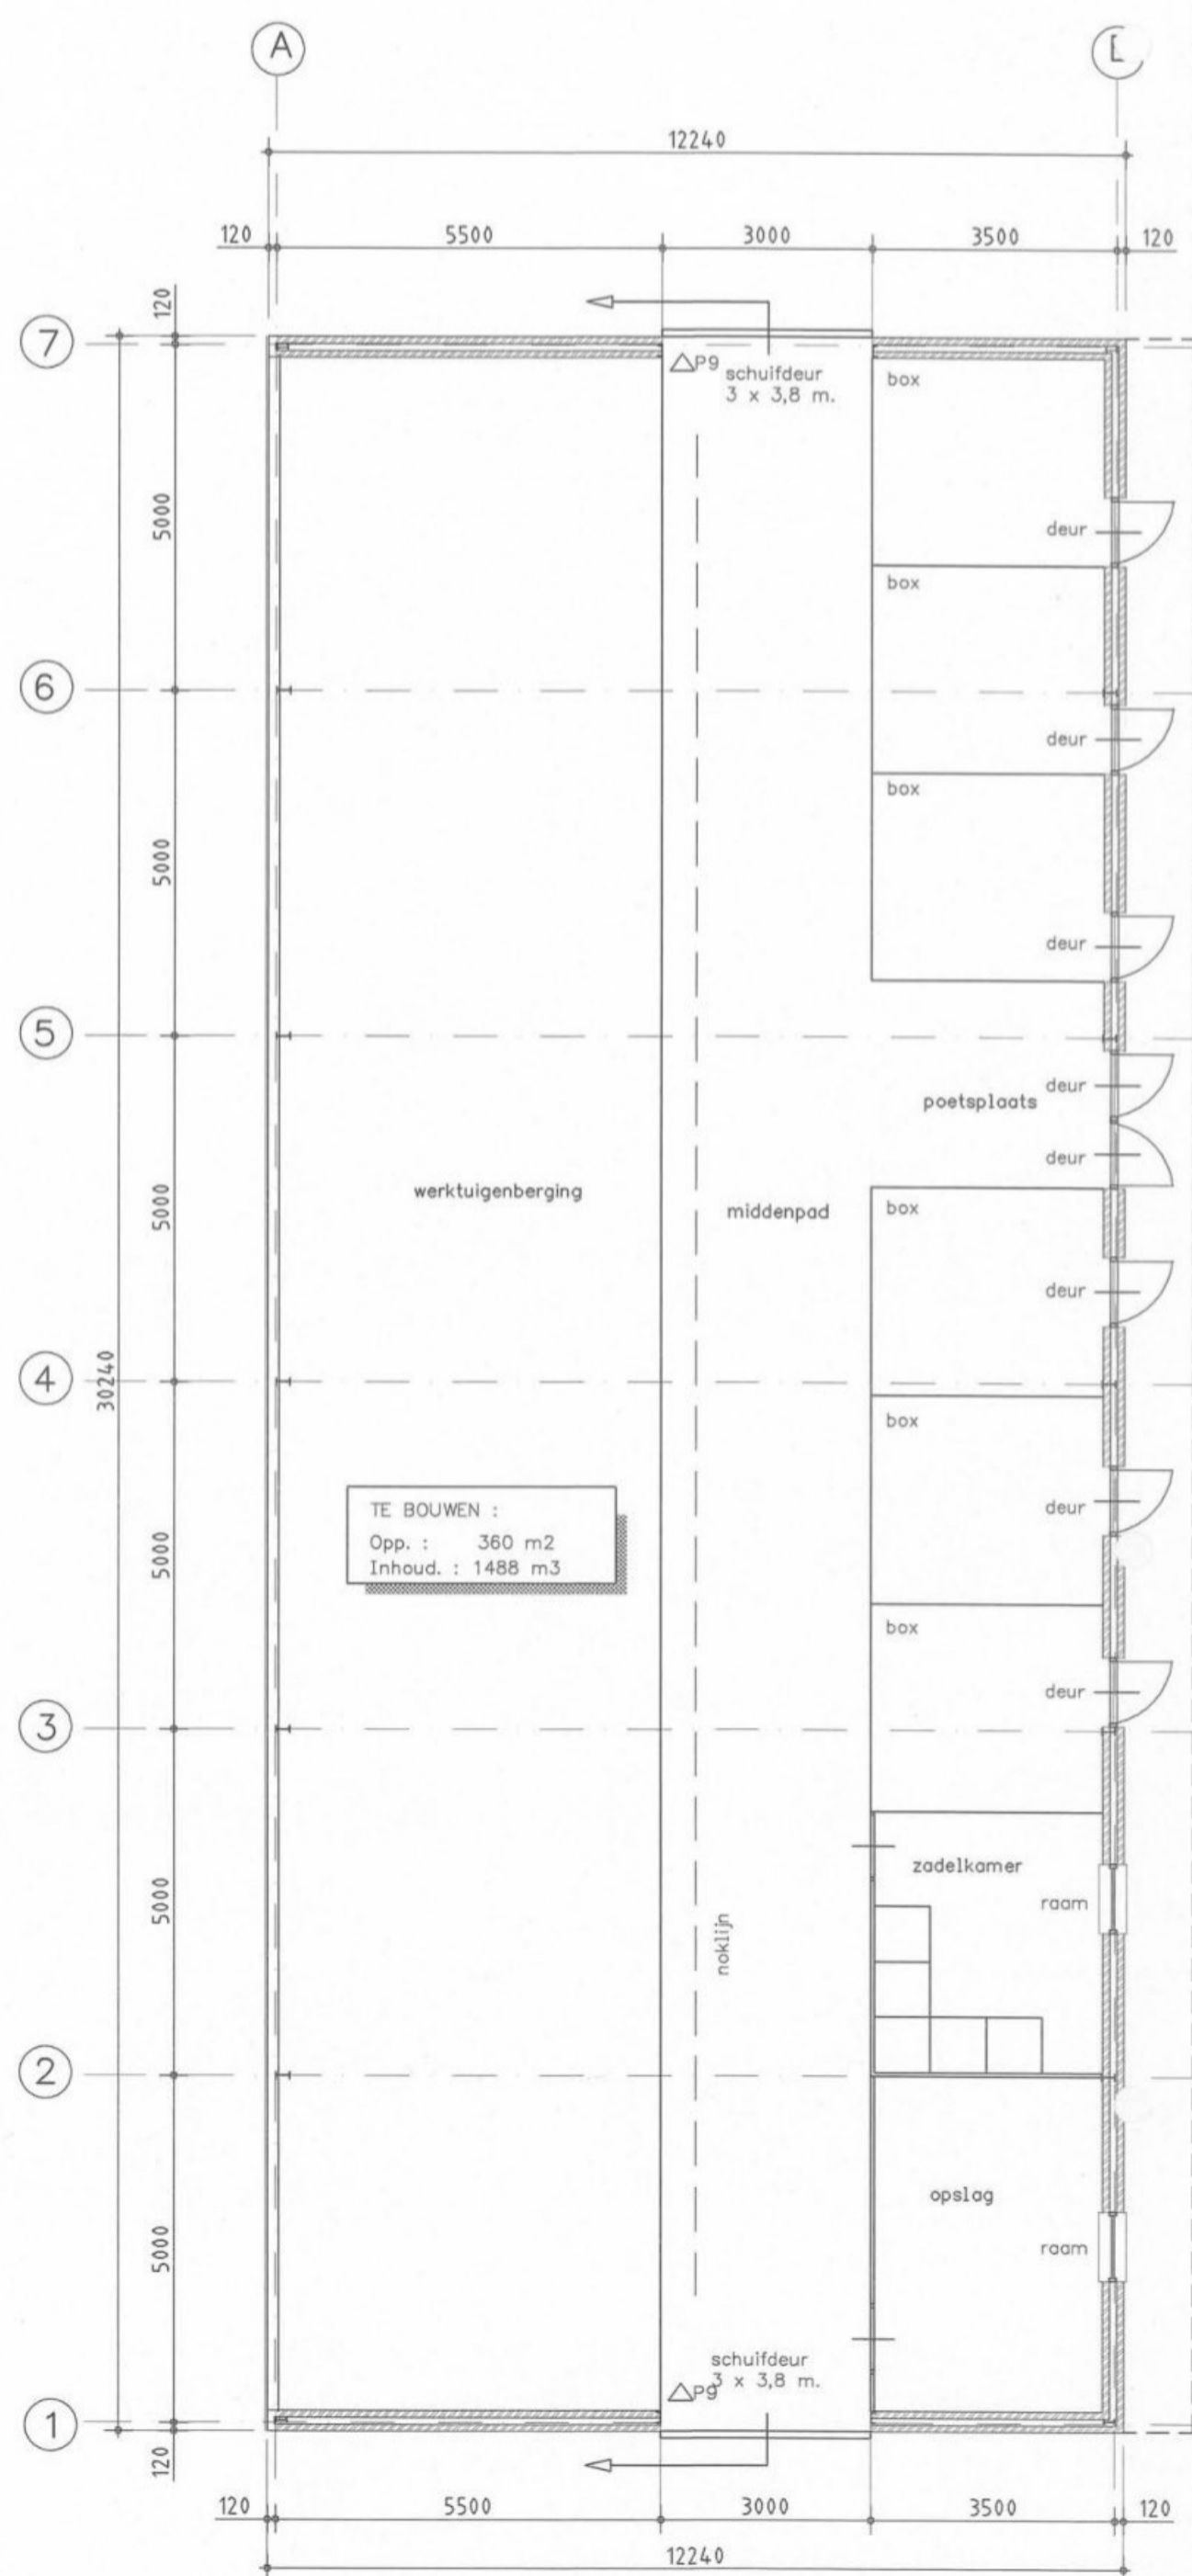 A
12240
120 5500 3000 3500 120
120
7
P9
schuifdeur
3 x 3,8 m.
box
5000
deur
box
6
deur
box
5000
deur
5
deur
poetsplaats
deur
werktuigenberging
middenpad
box
5000
deur
4
30240
box
TE BOUWEN :
Opp. : 360 m2
Inhoud. : 1488 m3
deur
5000
box
deur
3
zadelkamer
raam
5000
noklijn
2
opslag
raam
5000
schuifdeur
3 x 3,8 m.
P9
1
120
120 5500 3000 3500 120
12240